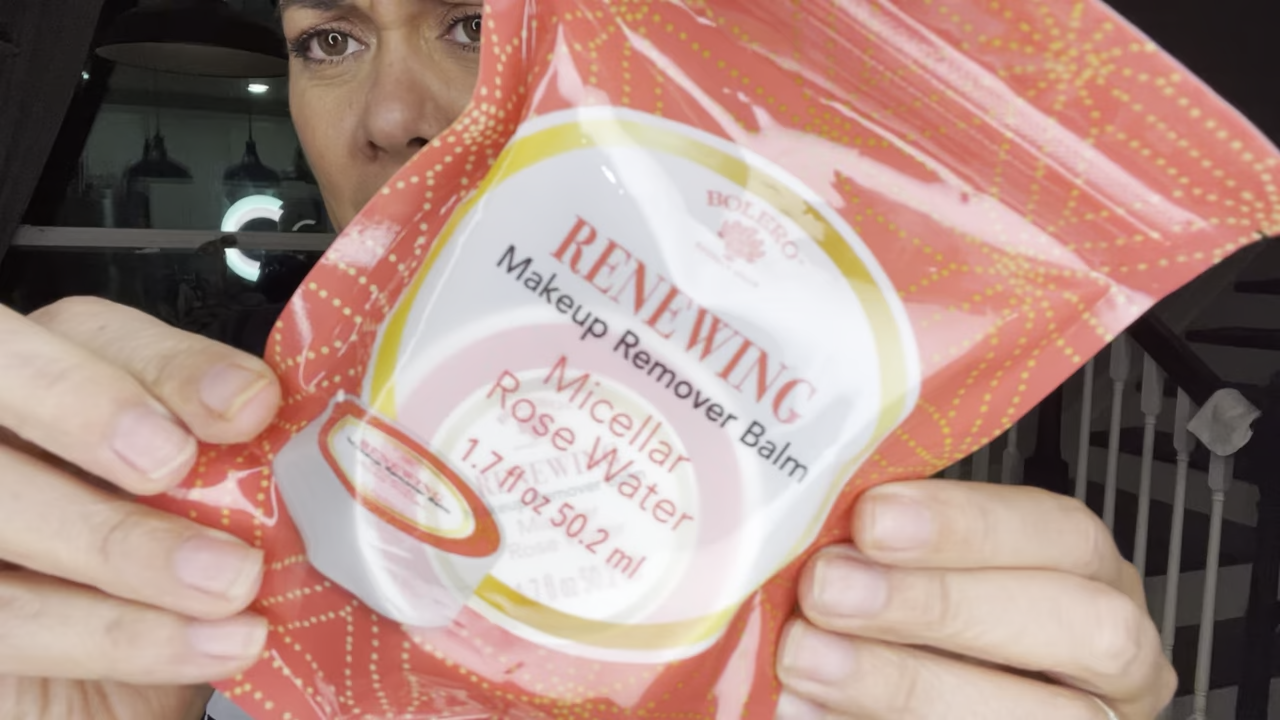 BOLERO
RENEWING
Makeup Remover Balm
Micellar
Rose Water
1.7 fl oz 50.2 ml